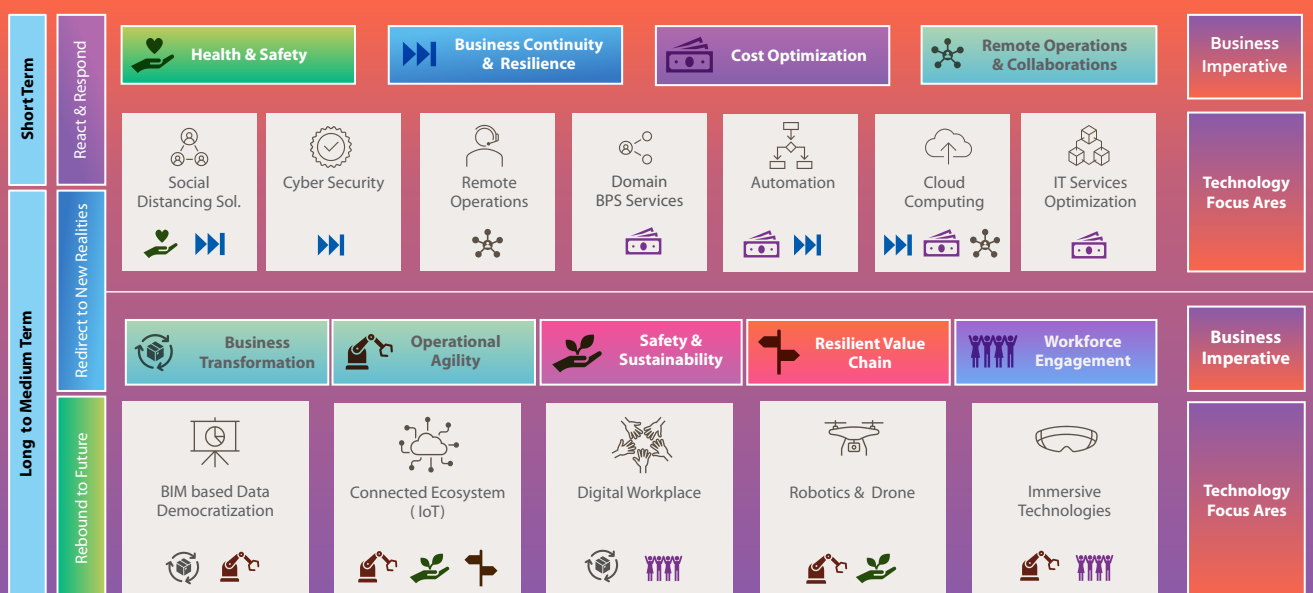 Short Term
React & Respond
Health & Safety
Business Continuity
& Resilience
Cost Optimization
Remote Operations
& Collaborations
Business
Imperative
Social
Distancing Sol.
Cyber Security
Remote
Operations
Domain
BPS Services
Automation
Cloud
Computing
IT Services
Optimization
Technology
Focus Ares
Long to Medium Term
Redirect to New Realities
Business
Transformation
Operational
Agility
Safety &
Sustainability
Resilient Value
Chain
Workforce
Engagement
Business
Imperative
Rebound to Future
BIM based Data
Democratization
Connected Ecosystem
( IoT)
Digital Workplace
Robotics & Drone
Immersive
Technologies
Technology
Focus Ares